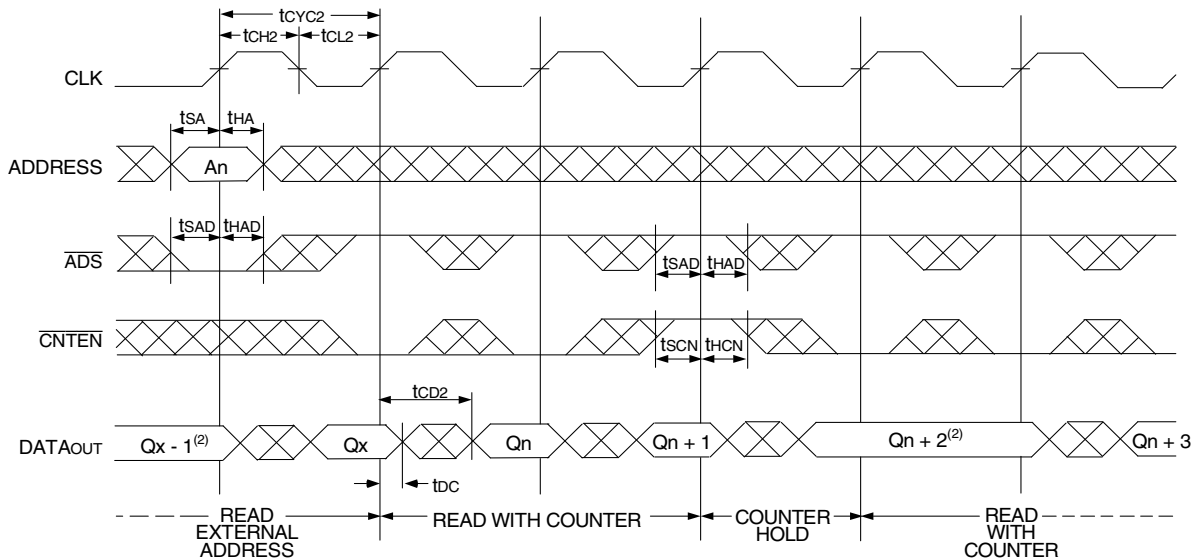 tCYC2
tCH2 tCL2
CLK
tSA tHA
ADDRESS An
tSAD tHAD
ADS tSAD tHAD
CNTEN tSCN tHCN
tCD2
DATAOUT Qx - 1(2) Qx Qn Qn + 1 Qn + 2(2) Qn + 3
tDC
READ EXTERNAL ADDRESS
READ WITH COUNTER
COUNTER HOLD
READ WITH COUNTER